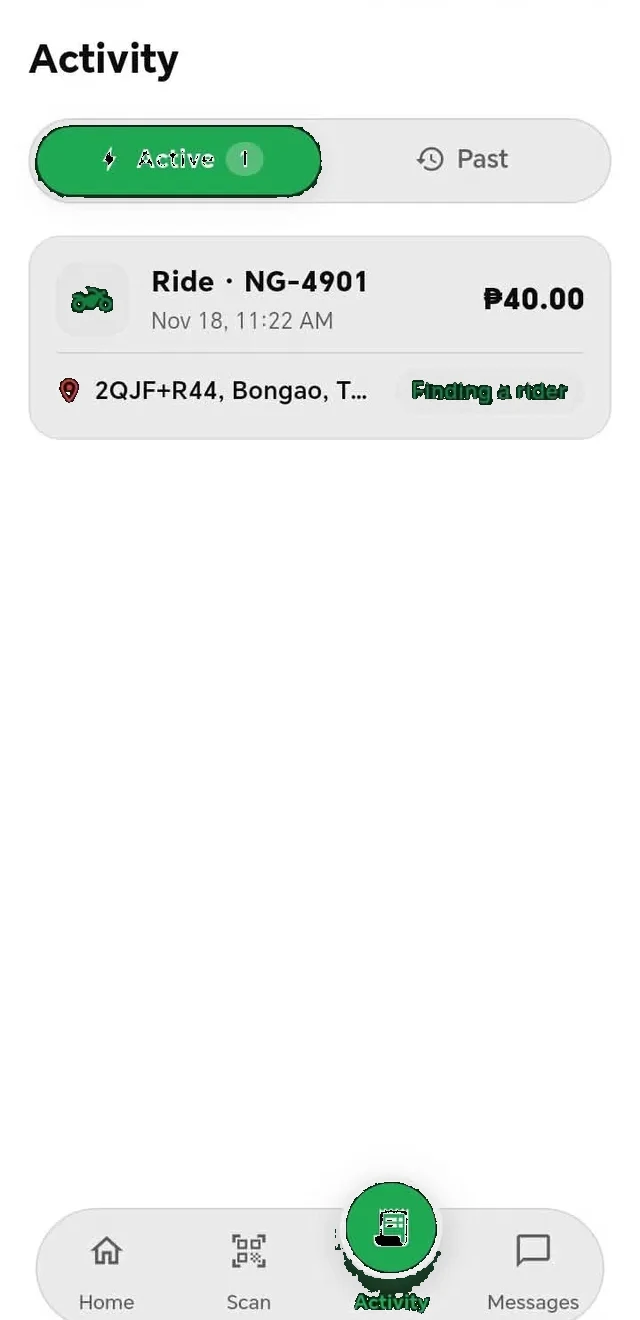 Activity
Active 1
Past
Ride · NG-4901
₱40.00
Nov 18, 11:22 AM
2QJF+R44, Bongao, T...
Finding a rider
Home
Scan
Activity
Messages